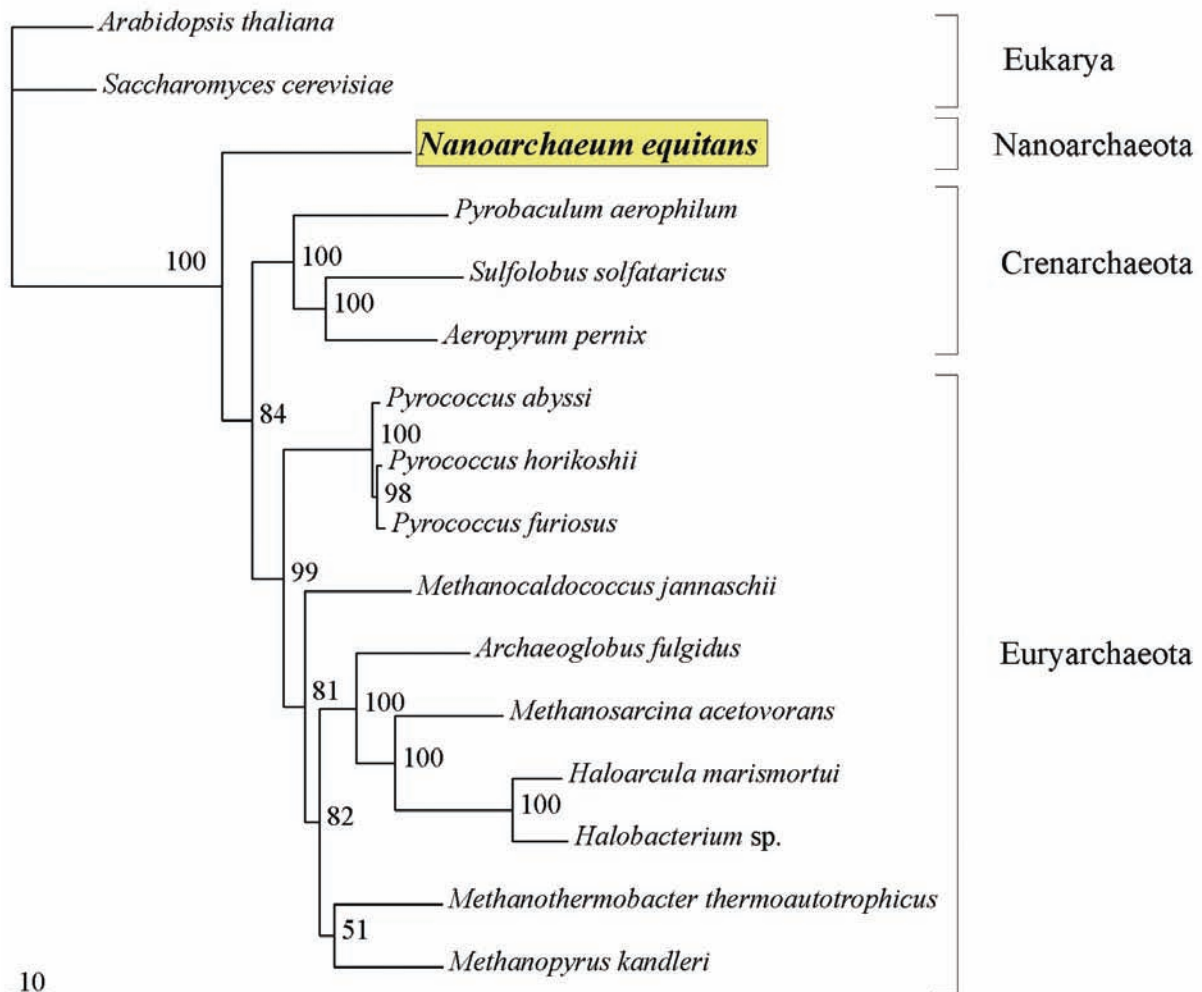 Arabidopsis thaliana
Eukarya
Saccharomyces cerevisiae
Nanoarchaeum equitans
Nanoarchaeota
Pyrobaculum aerophilum
100
100
Crenarchaeota
Sulfolobus solfataricus
100
Aeropyrum pernix
Pyrococcus abyssi
84
100
Pyrococcus horikoshii
98
Pyrococcus furiosus
99
Methanocaldococcus jannaschii
Archaeoglobus fulgidus
Euryarchaeota
81
100
Methanosarcina acetovorans
100
Haloarcula marismortui
100
82
Halobacterium sp.
Methanothermobacter thermoautotrophicus
51
Methanopyrus kandleri
10